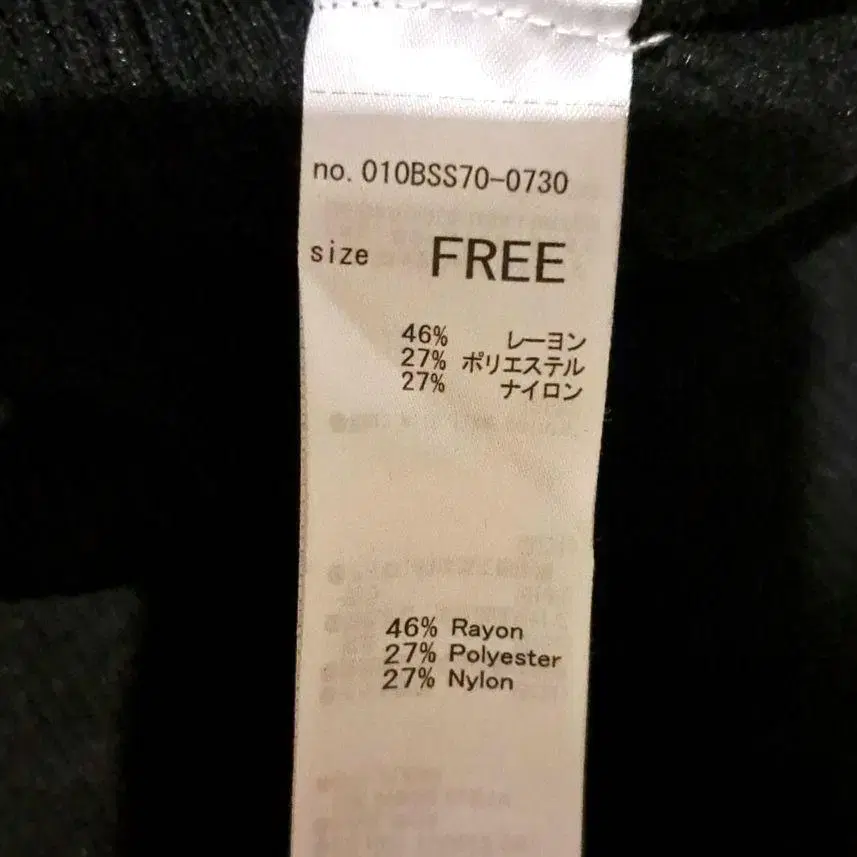 no. 010BSS70-0730
size FREE
46% レーヨン
27% ポリエステル
27% ナイロン
46% Rayon
27% Polyester
27% Nylon